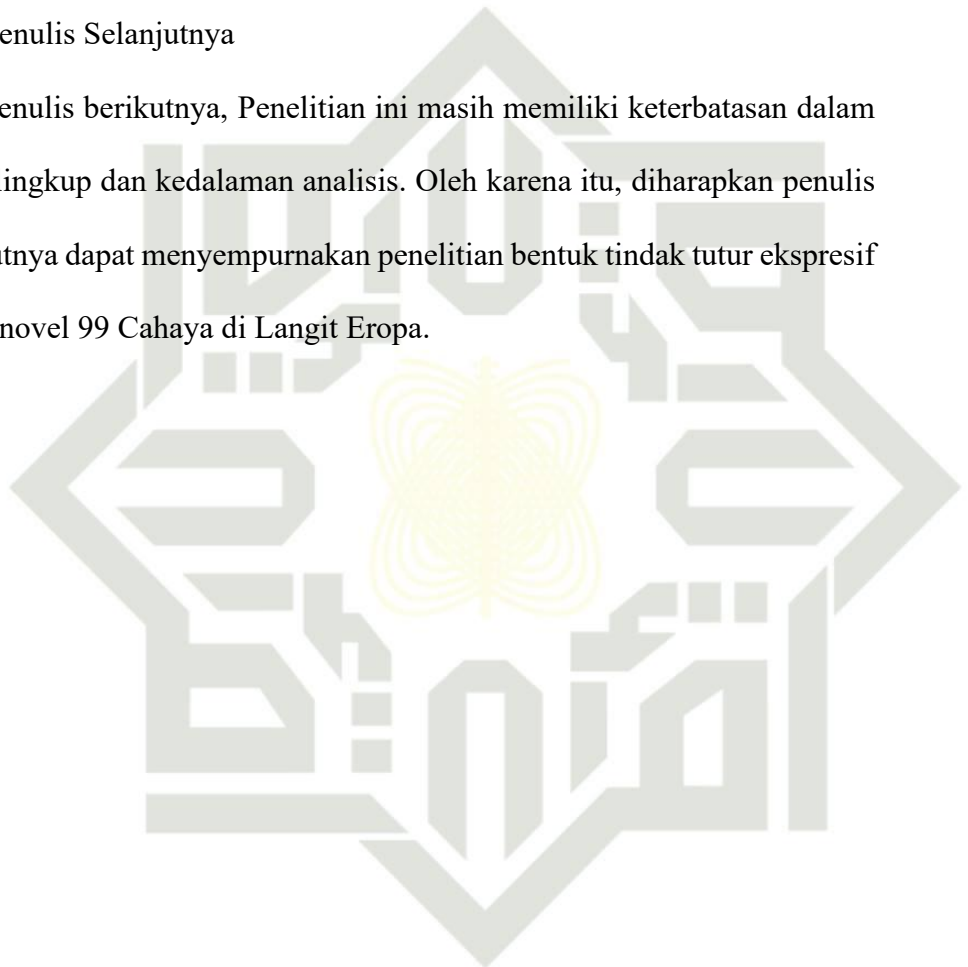 enulis Selanjutnya
enulis berikutnya, Penelitian ini masih memiliki keterbatasan dalam
lingkup dan kedalaman analisis. Oleh karena itu, diharapkan penulis
utnya dapat menyempurnakan penelitian bentuk tindak tutur ekspresif
novel 99 Cahaya di Langit Eropa.